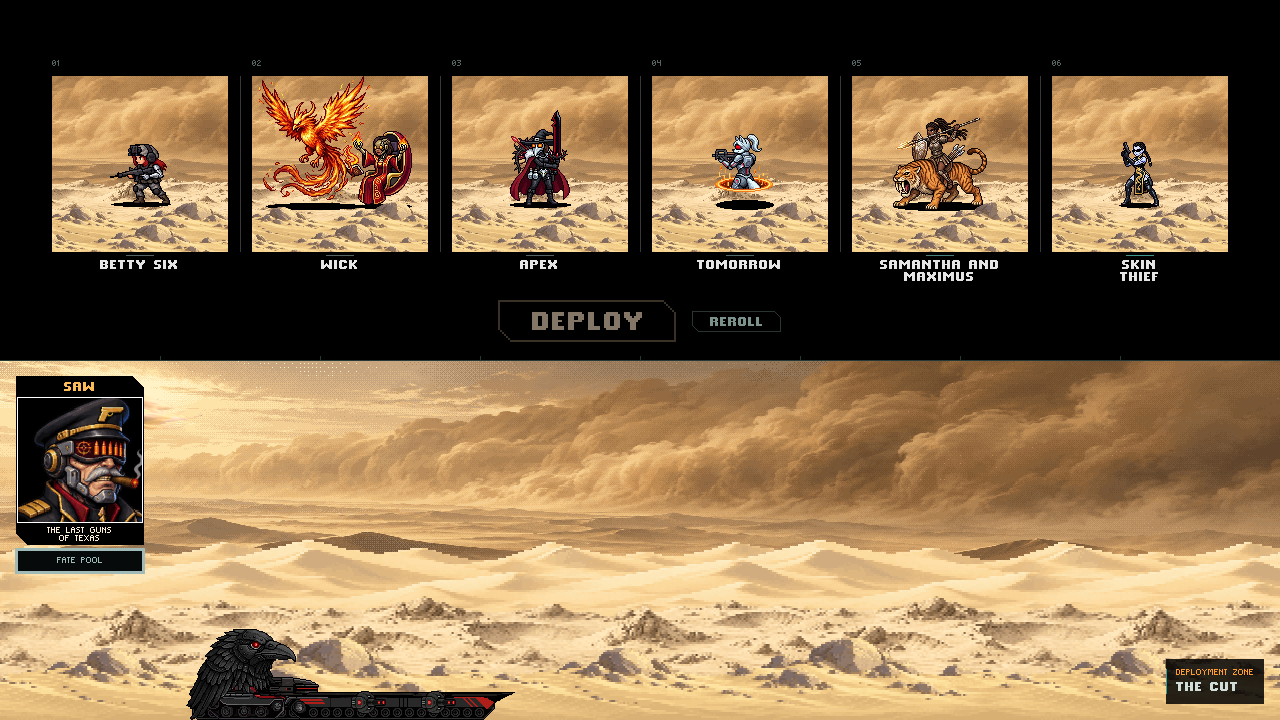 01
02
03
04
05
06
BETTY SIX
WICK
APEX
TOMORROW
SAMANTHA AND
MAXIMUS
SKIN
THIEF
DEPLOY
REROLL
SAW
THE LAST GUNS
OF TEXAS
FATE POOL
DEPLOYMENT ZONE
THE CUT